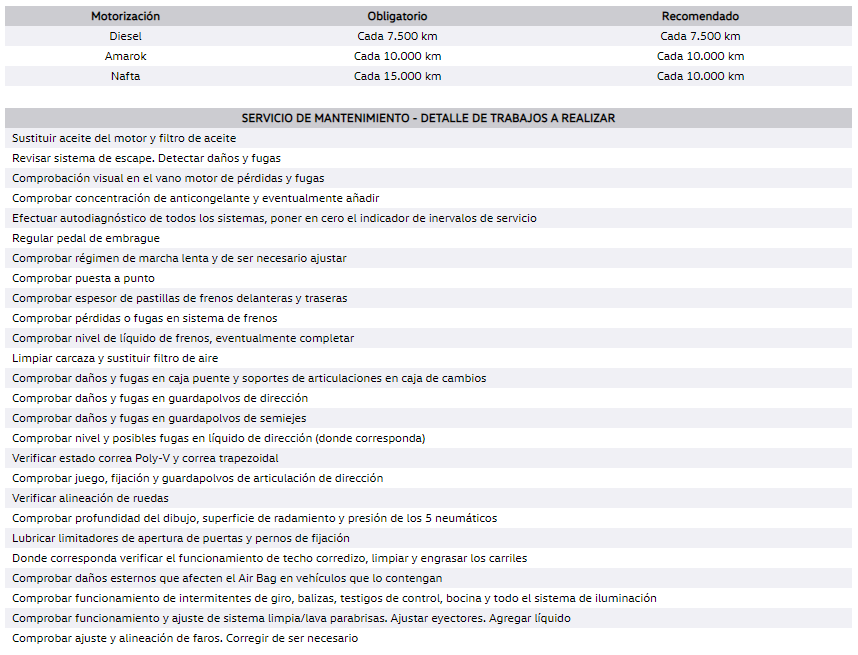 Motorización Obligatorio Recomendado
Diesel Cada 7.500 km Cada 7.500 km
Amarok Cada 10.000 km Cada 10.000 km
Nafta Cada 15.000 km Cada 10.000 km
SERVICIO DE MANTENIMIENTO - DETALLE DE TRABAJOS A REALIZAR
Sustituir aceite del motor y filtro de aceite
Revisar sistema de escape. Detectar daños y fugas
Comprobación visual en el vano motor de pérdidas y fugas
Comprobar concentración de anticongelante y eventualmente añadir
Efectuar autodiagnóstico de todos los sistemas, poner en cero el indicador de inervalos de servicio
Regular pedal de embrague
Comprobar régimen de marcha lenta y de ser necesario ajustar
Comprobar puesta a punto
Comprobar espesor de pastillas de frenos delanteras y traseras
Comprobar pérdidas o fugas en sistema de frenos
Comprobar nivel de líquido de frenos, eventualmente completar
Limpiar carcaza y sustituir filtro de aire
Comprobar daños y fugas en caja puente y soportes de articulaciones en caja de cambios
Comprobar daños y fugas en guardapolvos de dirección
Comprobar daños y fugas en guardapolvos de semiejes
Comprobar nivel y posibles fugas en líquido de dirección (donde corresponda)
Verificar estado correa Poly-V y correa trapezoidal
Comprobar juego, fijación y guardapolvos de articulación de dirección
Verificar alineación de ruedas
Comprobar profundidad del dibujo, superficie de radamiento y presión de los 5 neumáticos
Lubricar limitadores de apertura de puertas y pernos de fijación
Donde corresponda verificar el funcionamiento de techo corredizo, limpiar y engrasar los carriles
Comprobar daños esternos que afecten el Air Bag en vehículos que lo contengan
Comprobar funcionamiento de intermitentes de giro, balizas, testigos de control, bocina y todo el sistema de iluminación
Comprobar funcionamiento y ajuste de sistema limpia/lava parabrisas. Ajustar eyectores. Agregar líquido
Comprobar ajuste y alineación de faros. Corregir de ser necesario